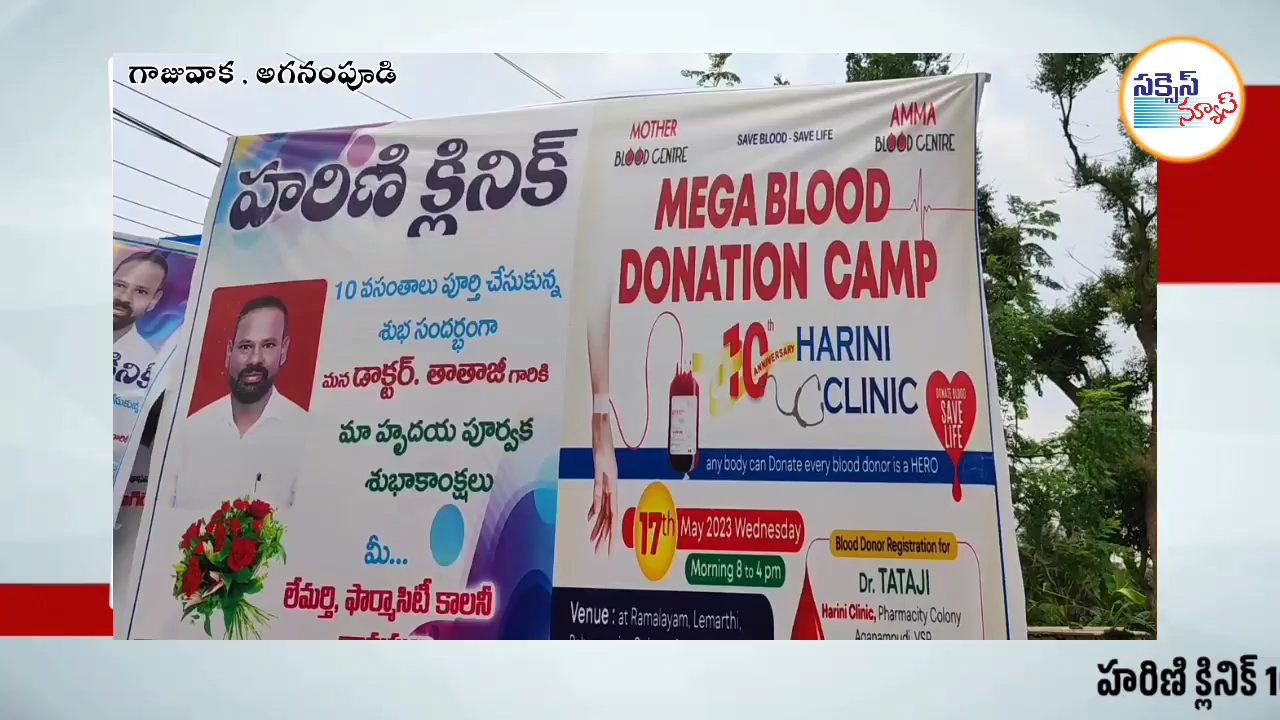 గాజువాక , అగనంపూడి
సక్సెస్
న్యూస్
హరిణి క్లినిక్
10 వసంతాలు పూర్తి చేసుకున్న
శుభ సందర్భంగా
మన డాక్టర్. తాతాజీ గారికి
మా హృదయ పూర్వక
శుభాకాంక్షలు
మీ...
లేమర్తి, ఫార్మాసిటీ కాలనీ
MOTHER
BLOOD CENTRE
SAVE BLOOD - SAVE LIFE
AMMA
BLOOD CENTRE
MEGA BLOOD
DONATION CAMP
10th
ANNIVERSARY
HARINI
CLINIC
DONATE BLOOD
SAVE
LIFE
any body can Donate every blood donor is a HERO
17th May 2023 Wednesday
Morning 8 to 4 pm
Venue : at Ramalayam, Lemarthi,
Blood Donor Registration for
Dr. TATAJI
Harini Clinic, Pharmacity Colony
Aganampudi, VSP
హరిణి క్లినిక్ 1